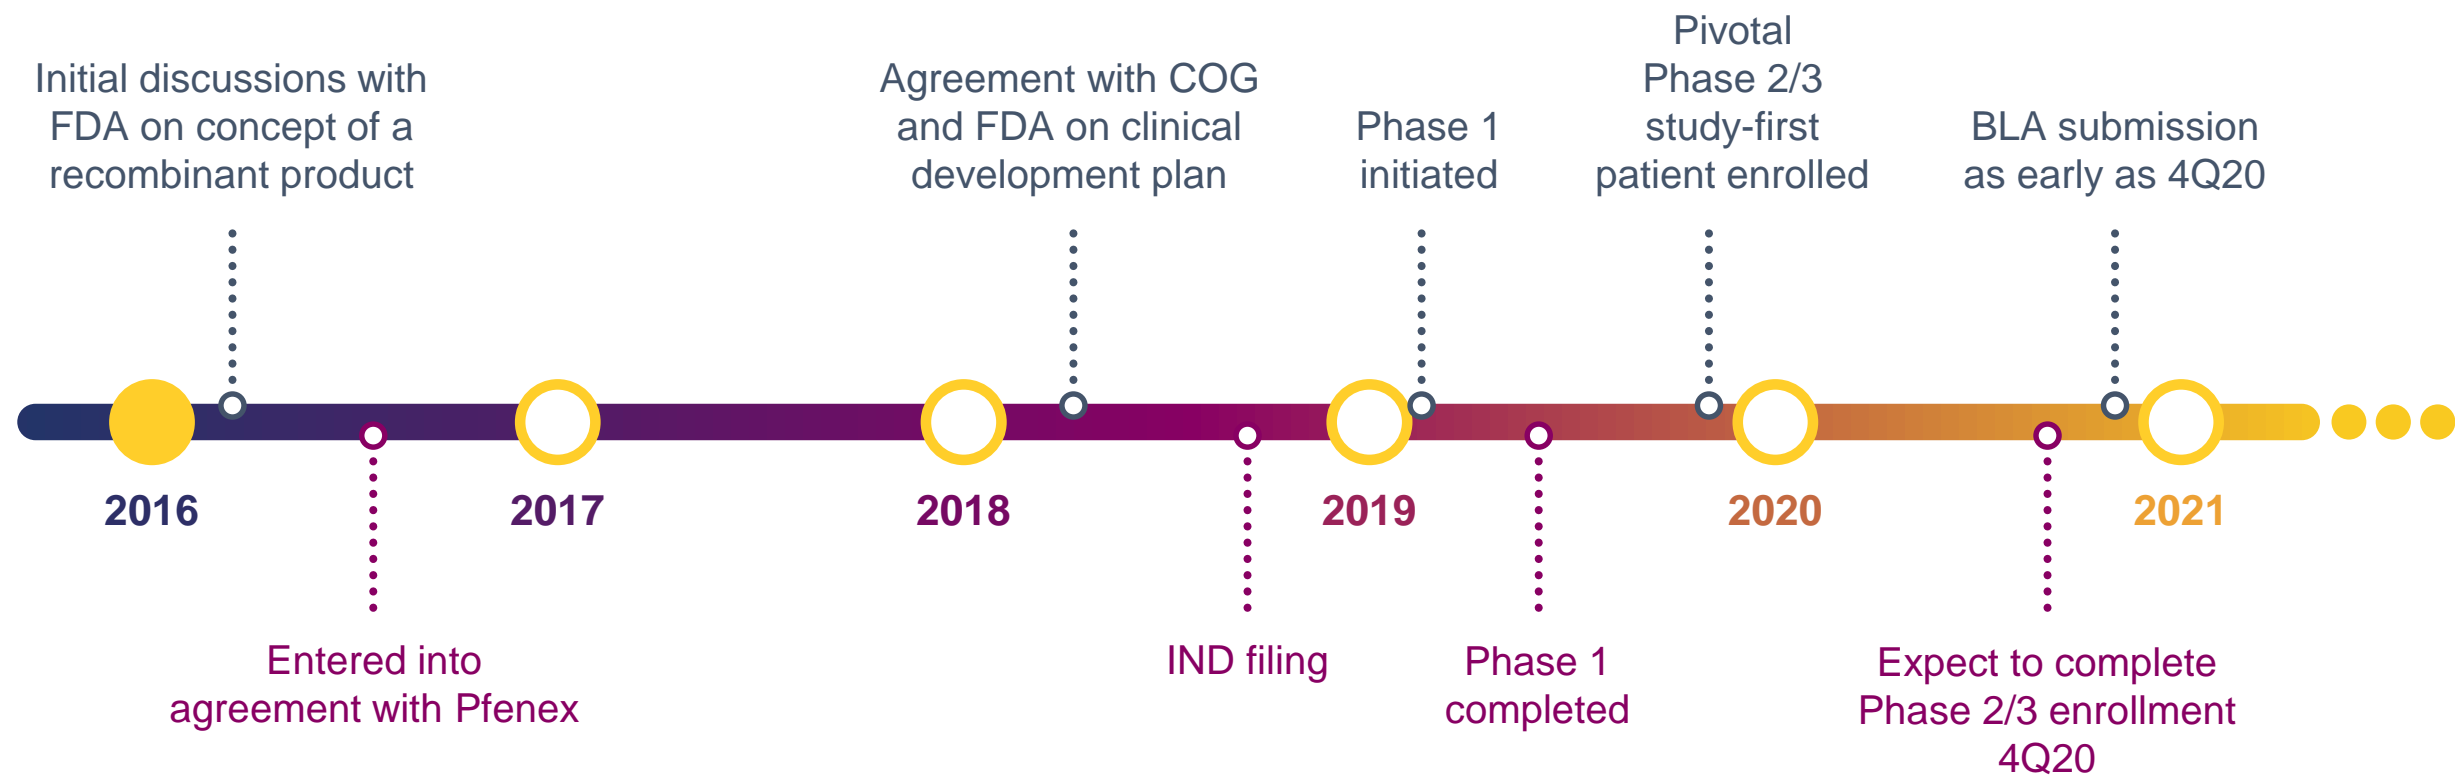 Initial discussions with
FDA on concept of a
recombinant product
Agreement with COG
and FDA on clinical
development plan
Phase 1
initiated
Pivotal
Phase 2/3
study-first
patient enrolled
BLA submission
as early as 4Q20
2016
2017
2018
2019
2020
2021
Entered into
agreement with Pfenex
IND filing
Phase 1
completed
Expect to complete
Phase 2/3 enrollment
4Q20